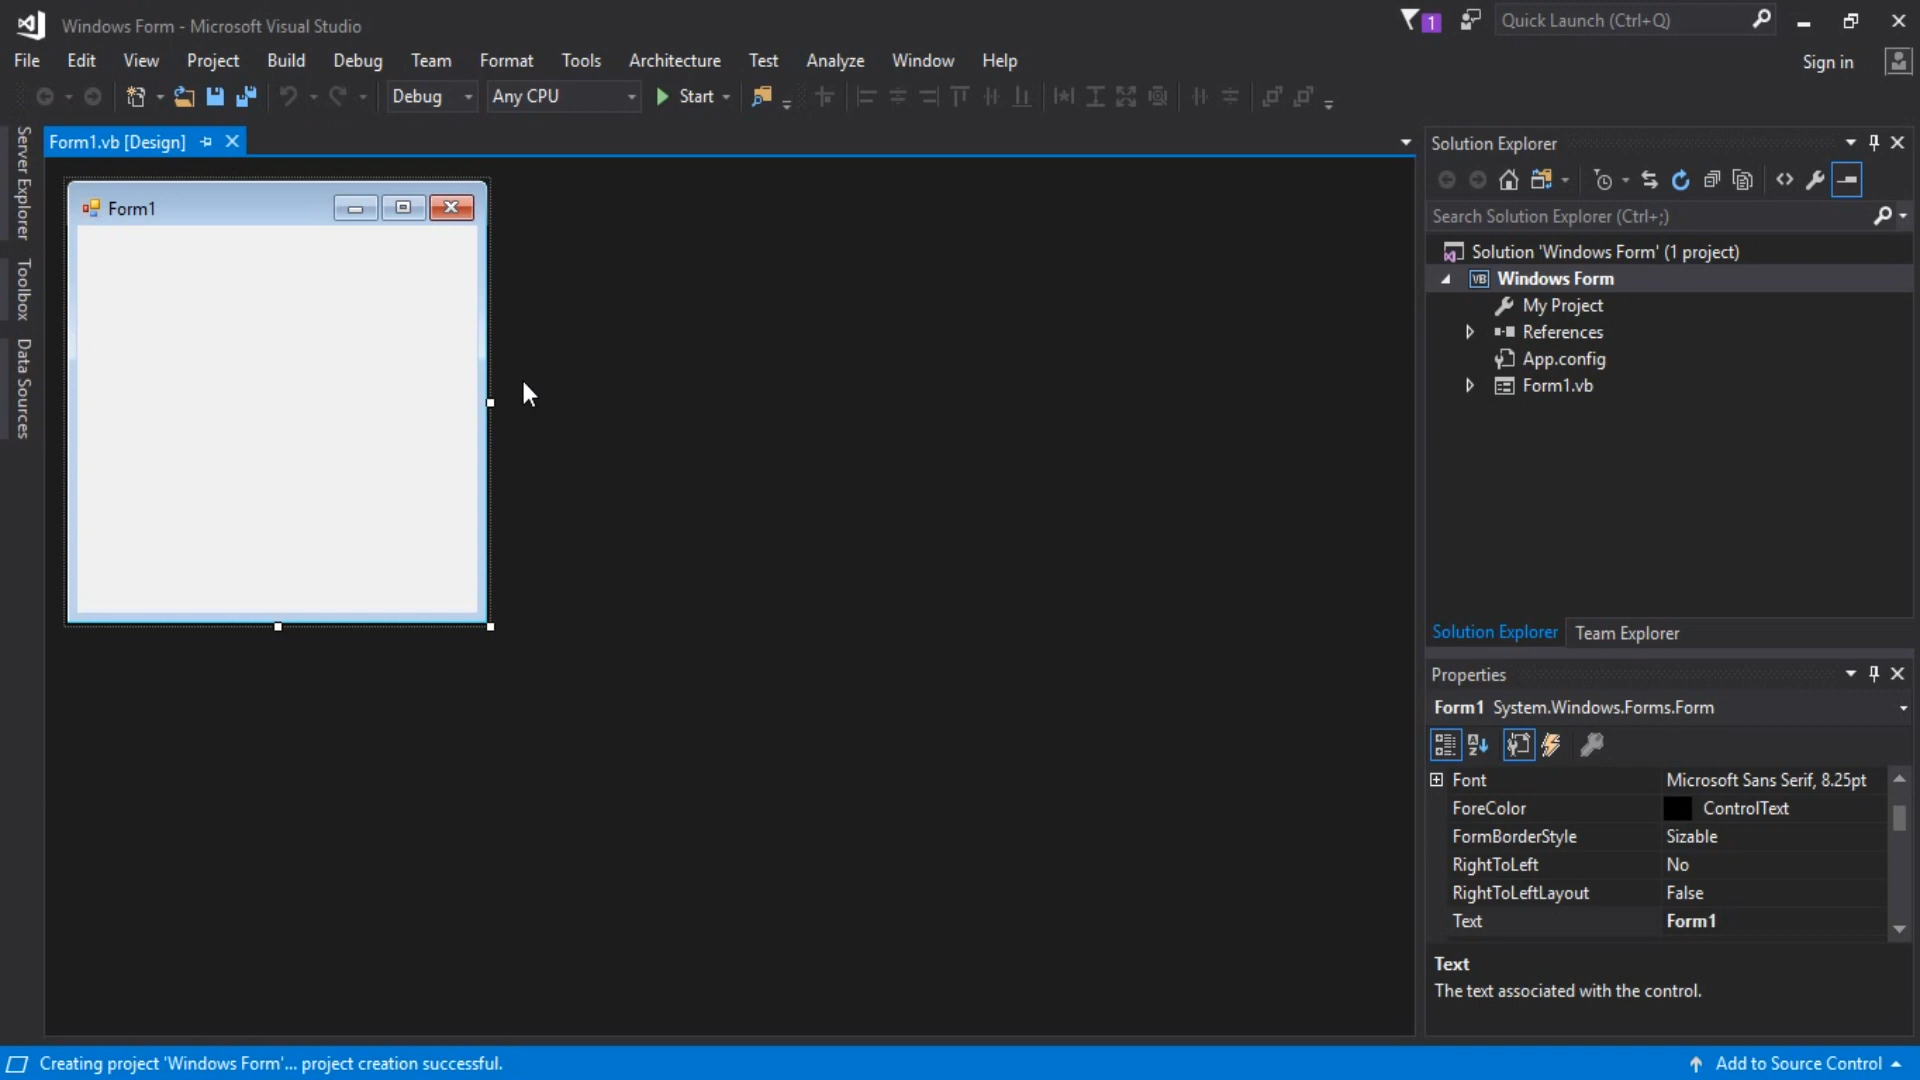 Windows Form - Microsoft Visual Studio
1
Quick Launch (Ctrl+Q)
File Edit View Project Build Debug Team Format Tools Architecture Test Analyze Window Help
Sign in
Debug Any CPU Start
Server Explorer
Toolbox
Data Sources
Form1.vb [Design]
Form1
Solution Explorer
Search Solution Explorer (Ctrl+;)
Solution 'Windows Form' (1 project)
VB Windows Form
My Project
References
App.config
Form1.vb
Solution Explorer Team Explorer
Properties
Form1 System.Windows.Forms.Form
Font Microsoft Sans Serif, 8.25pt
ForeColor ControlText
FormBorderStyle Sizable
RightToLeft No
RightToLeftLayout False
Text Form1
Text
The text associated with the control.
Creating project 'Windows Form'... project creation successful.
Add to Source Control